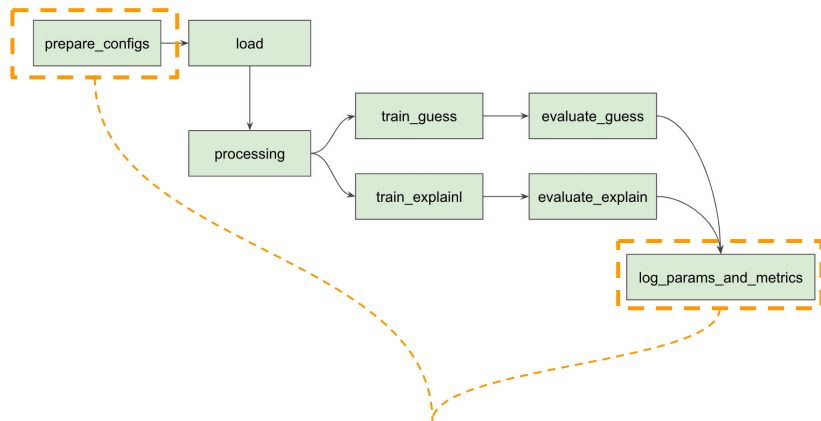 prepare_configs
load
processing
train_guess
evaluate_guess
train_explainl
evaluate_explain
log_params_and_metrics